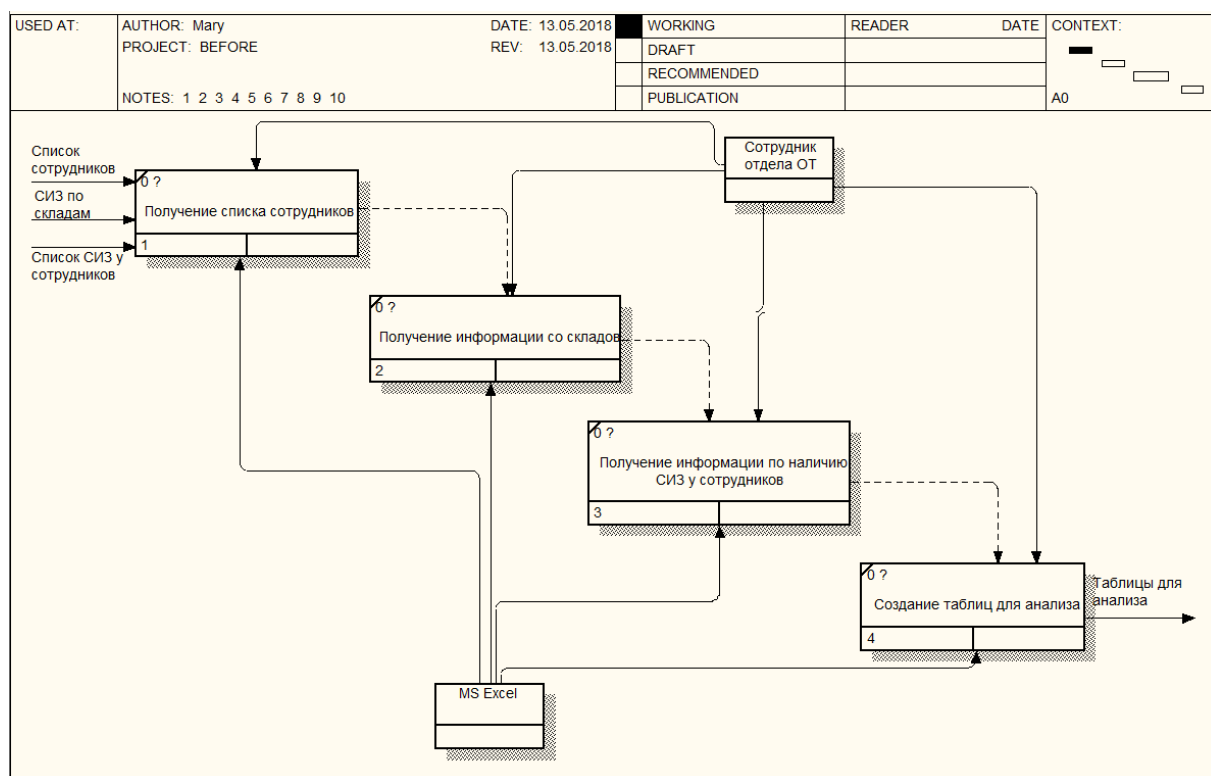 USED AT:
AUTHOR: Mary
DATE: 13.05.2018
WORKING
READER
DATE
CONTEXT:
PROJECT: BEFORE
REV: 13.05.2018
DRAFT
RECOMMENDED
NOTES: 1 2 3 4 5 6 7 8 9 10
PUBLICATION
A0
Список
сотрудников
СИЗ по
складам
Список СИЗ у
сотрудников
0 ?
Получение списка сотрудников
1
Сотрудник
отдела ОТ
0 ?
Получение информации со складов
2
0 ?
Получение информации по наличию
СИЗ у сотрудников
3
0 ?
Создание таблиц для анализа
4
Таблицы для
анализа
MS Excel